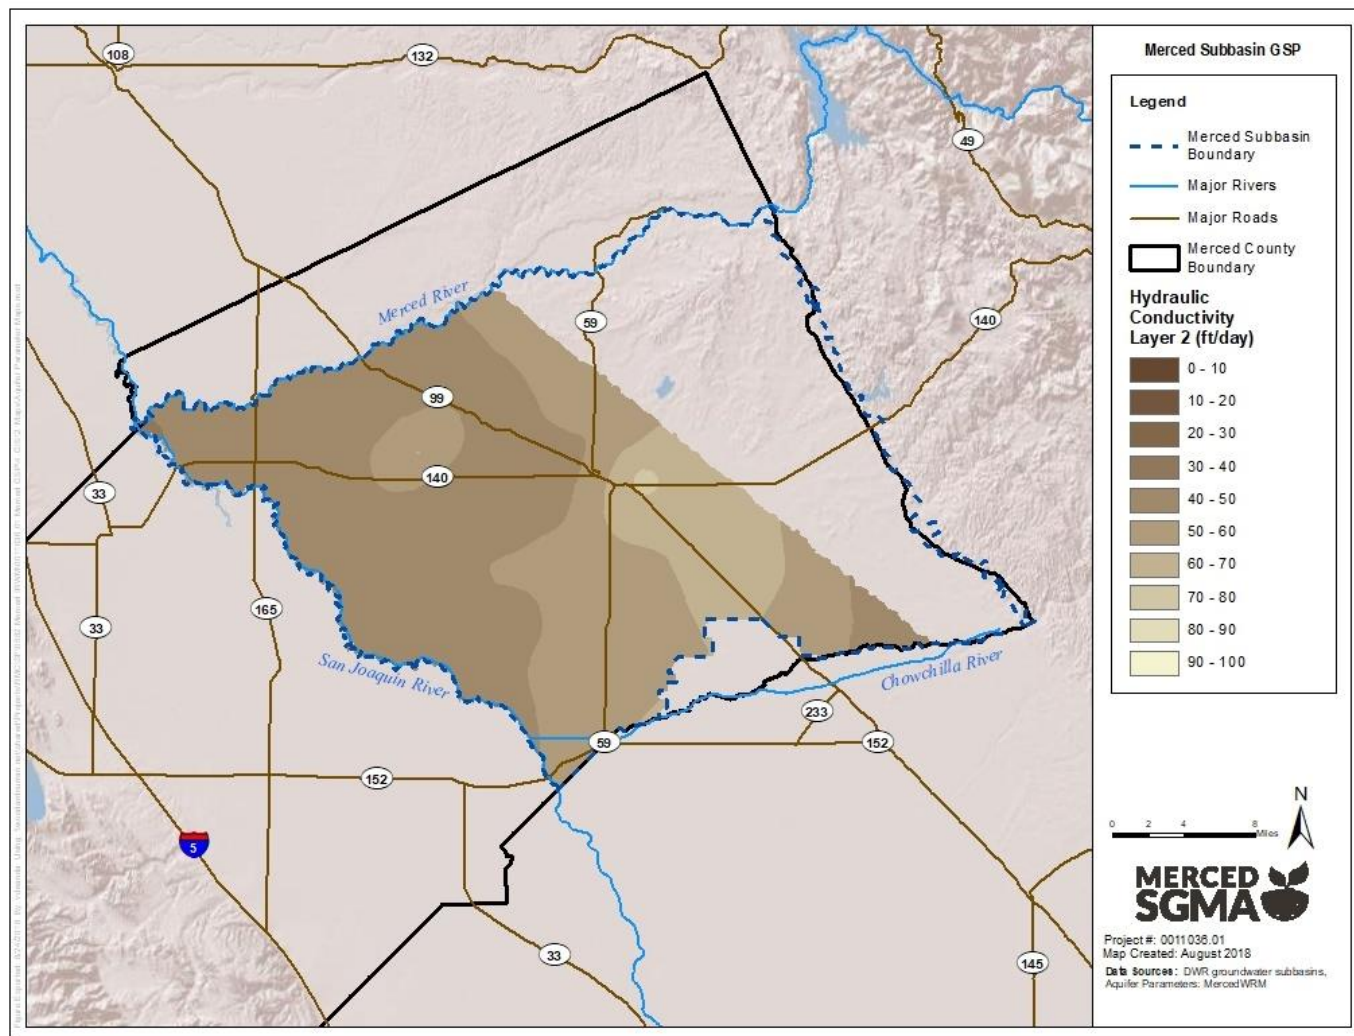 Merced Subbasin GSP
Legend
Merced Subbasin
Boundary
Major Rivers
Major Roads
Merced County
Boundary
Hydraulic
Conductivity
Layer 2 (ft/day)
0 - 10
10 - 20
20 - 30
30 - 40
40 - 50
50 - 60
60 - 70
70 - 80
80 - 90
90 - 100
108
132
49
Merced River
59
140
99
140
33
165
33
San Joaquin River
Chowchilla River
233
59
152
152
5
33
145
N
0 2 4 8
Miles
MERCED
SGMA
Project #: 0011036.01
Map Created: August 2018
Data Sources: DWR groundwater subbasins,
Aquifer Parameters: MercedWRM